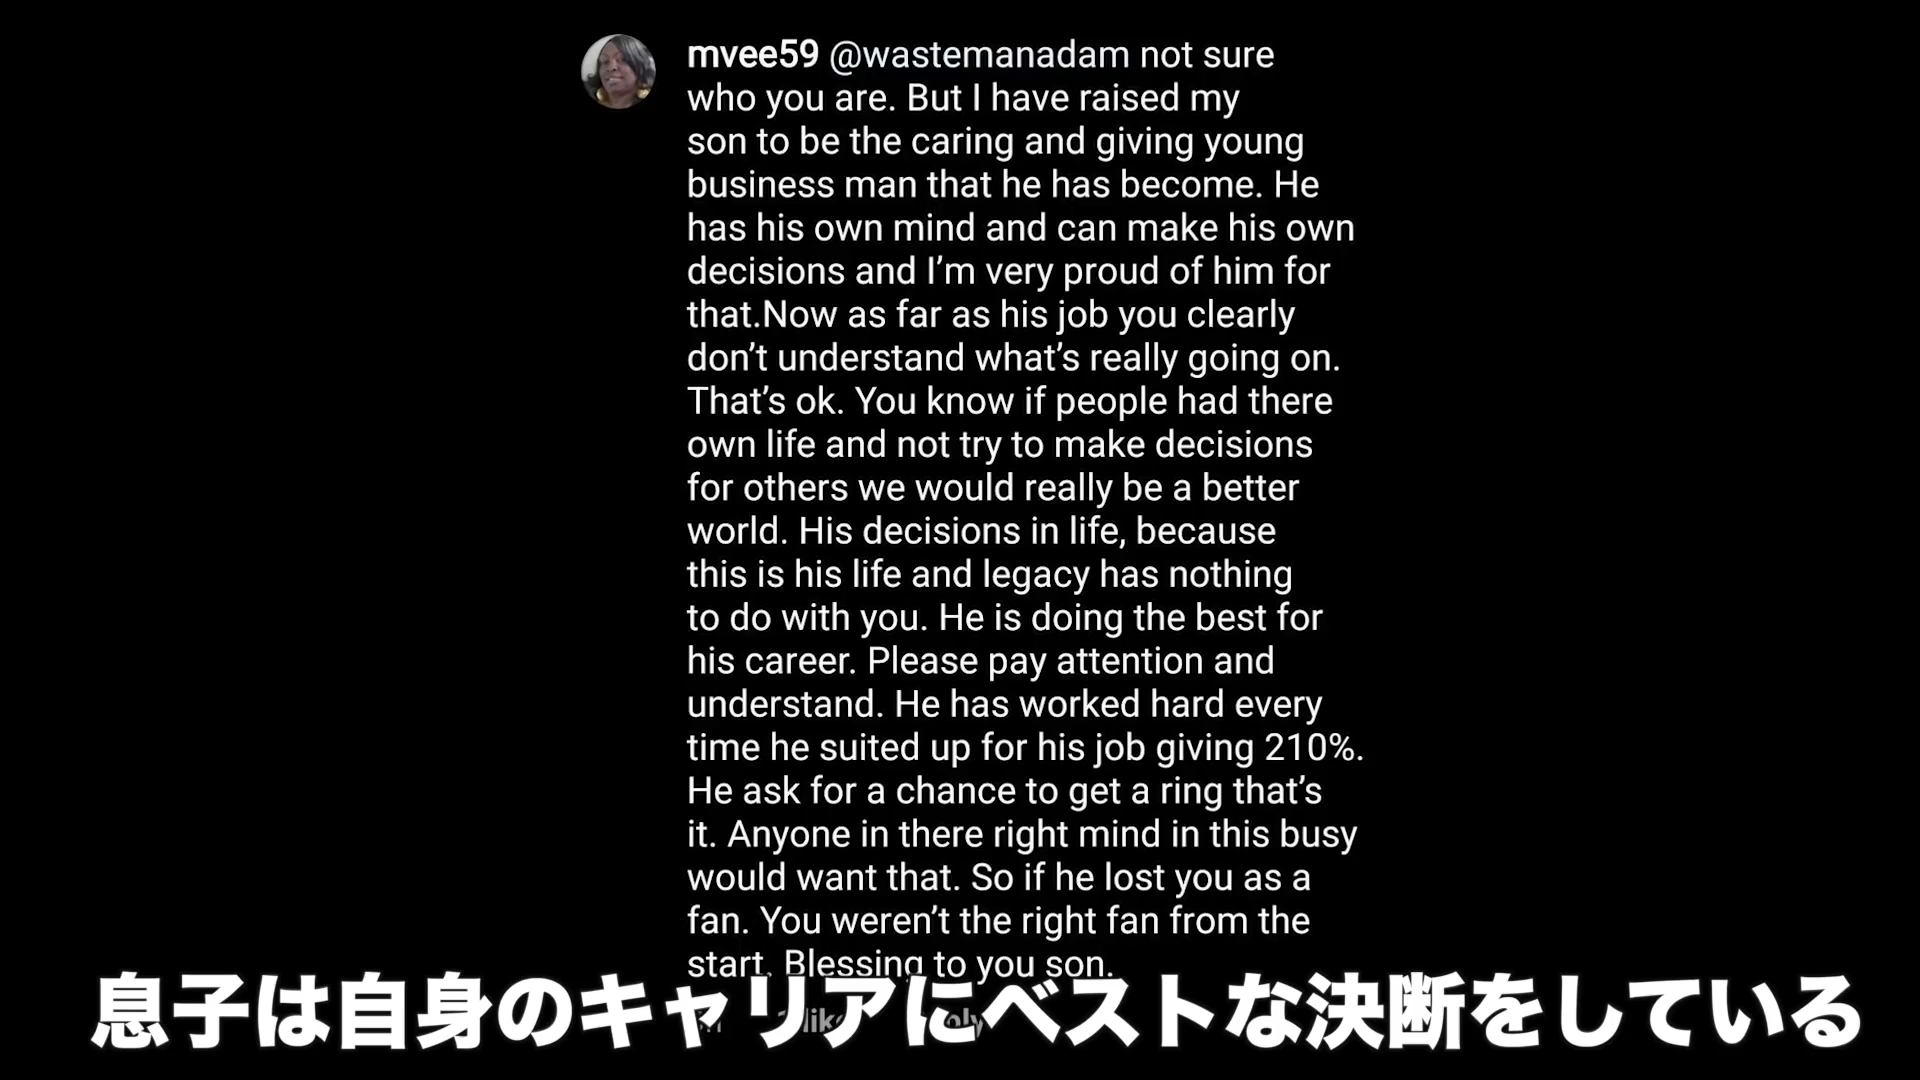 mvee59 @wastemanadam not sure
who you are. But I have raised my
son to be the caring and giving young
business man that he has become. He
has his own mind and can make his own
decisions and I’m very proud of him for
that.Now as far as his job you clearly
don’t understand what’s really going on.
That’s ok. You know if people had there
own life and not try to make decisions
for others we would really be a better
world. His decisions in life, because
this is his life and legacy has nothing
to do with you. He is doing the best for
his career. Please pay attention and
understand. He has worked hard every
time he suited up for his job giving 210%.
He ask for a chance to get a ring that’s
it. Anyone in there right mind in this busy
would want that. So if he lost you as a
fan. You weren’t the right fan from the
start. Blessing to you son.
息子は自身のキャリアにベストな決断をしている